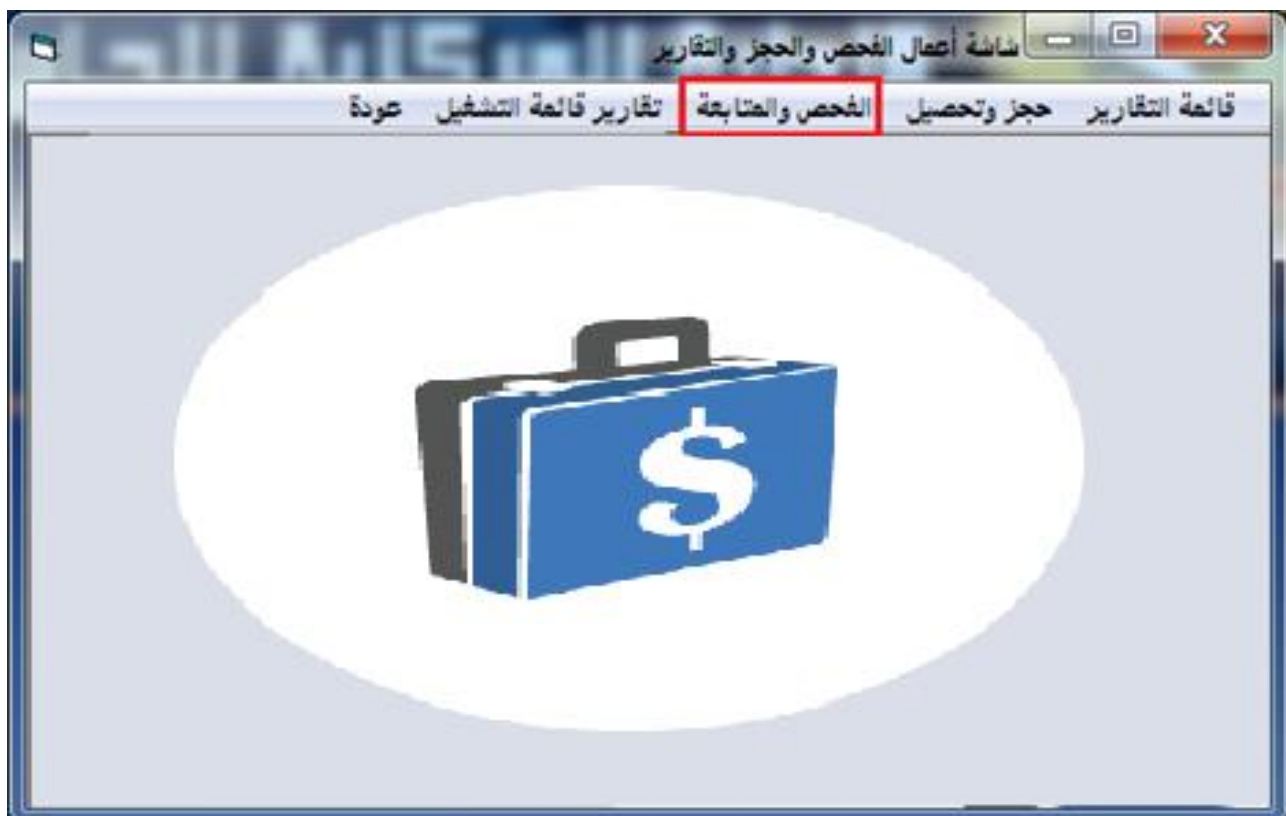 شاشة أعمال الفحص والحجز والتقارير
قائمة التقارير حجز وتحصيل الفحص والمتابعة تقارير قائمة التشغيل عودة
$